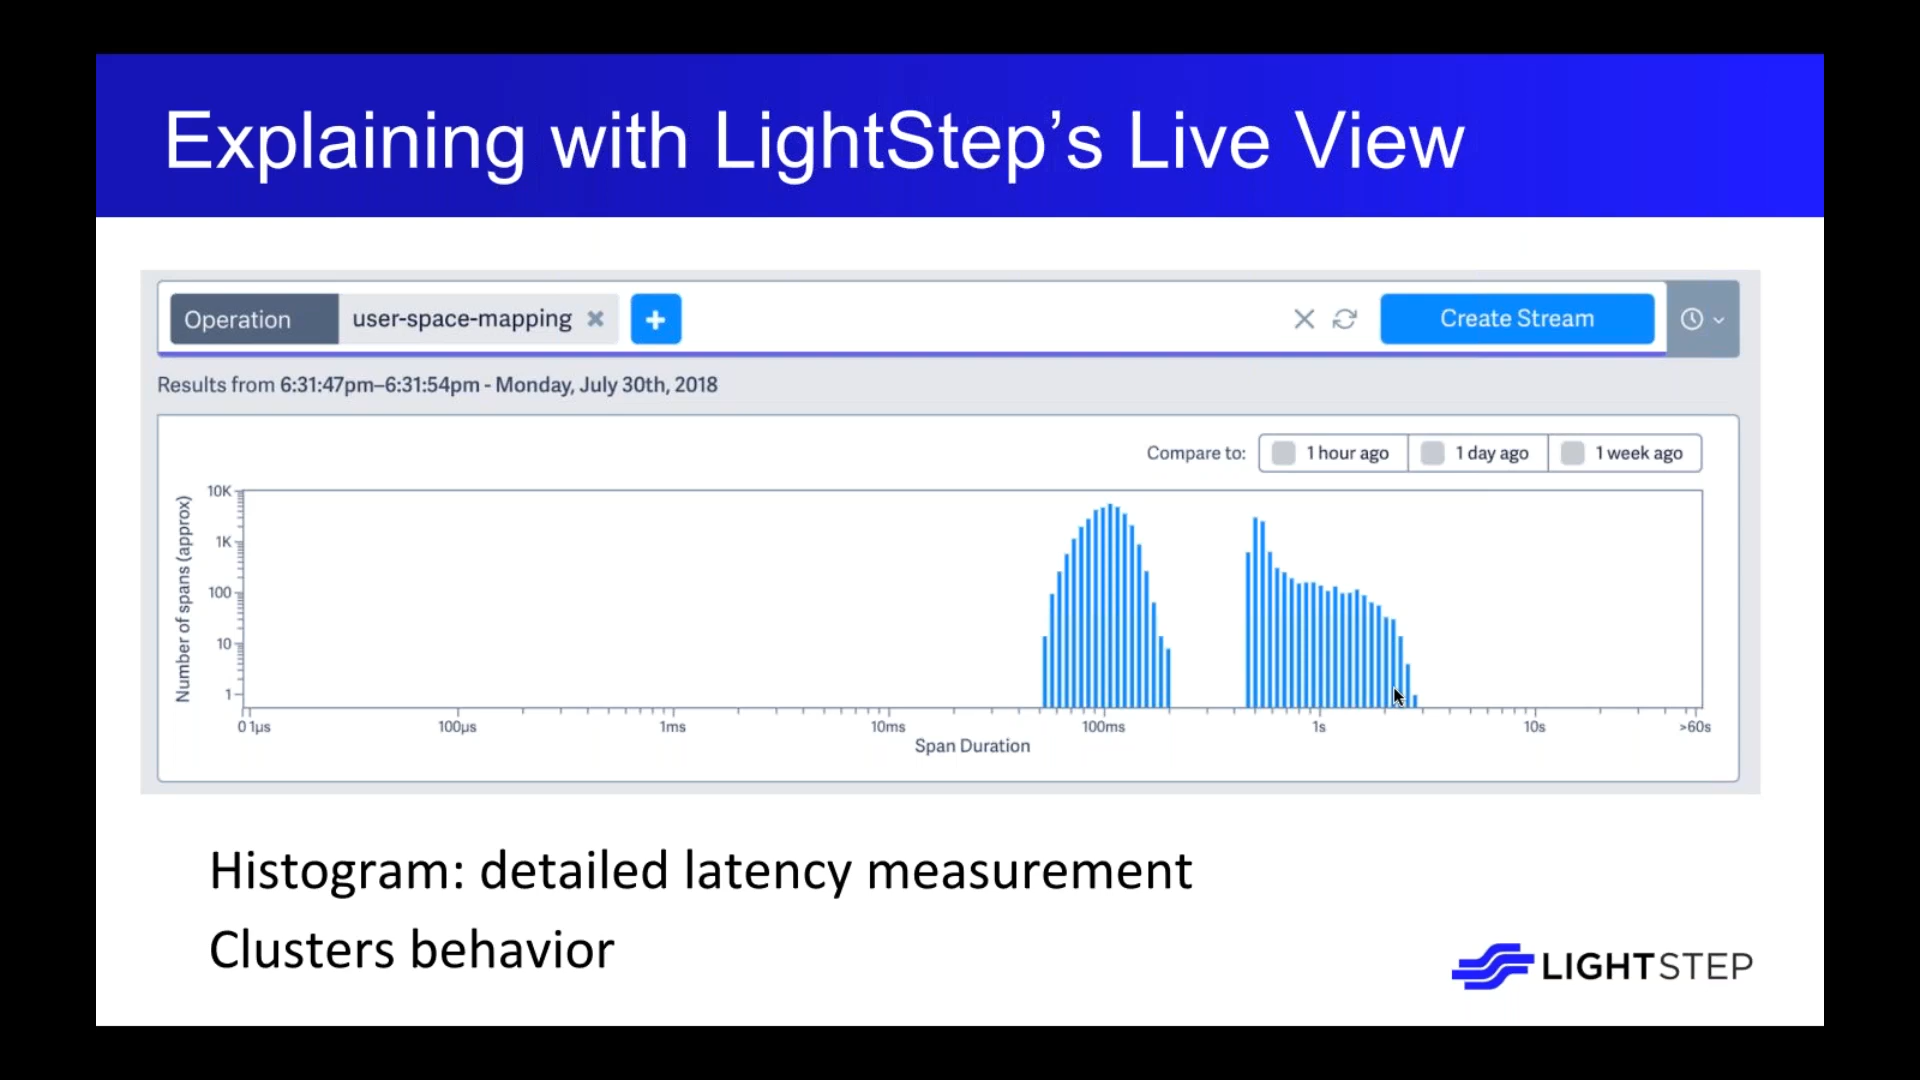 Explaining with LightStep’s Live View
Operation user-space-mapping
Create Stream
Results from 6:31:47pm–6:31:54pm - Monday, July 30th, 2018
Compare to: 1 hour ago 1 day ago 1 week ago
Number of spans (approx)
10K
1K
100
10
1
0 1µs 100µs 1ms 10ms 100ms 1s 10s >60s
Span Duration
Histogram: detailed latency measurement
Clusters behavior
LIGHTSTEP